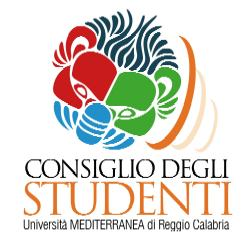 CONSIGLIO DEGLI
STUDENTI
Università MEDITERRANEA di Reggio Calabria